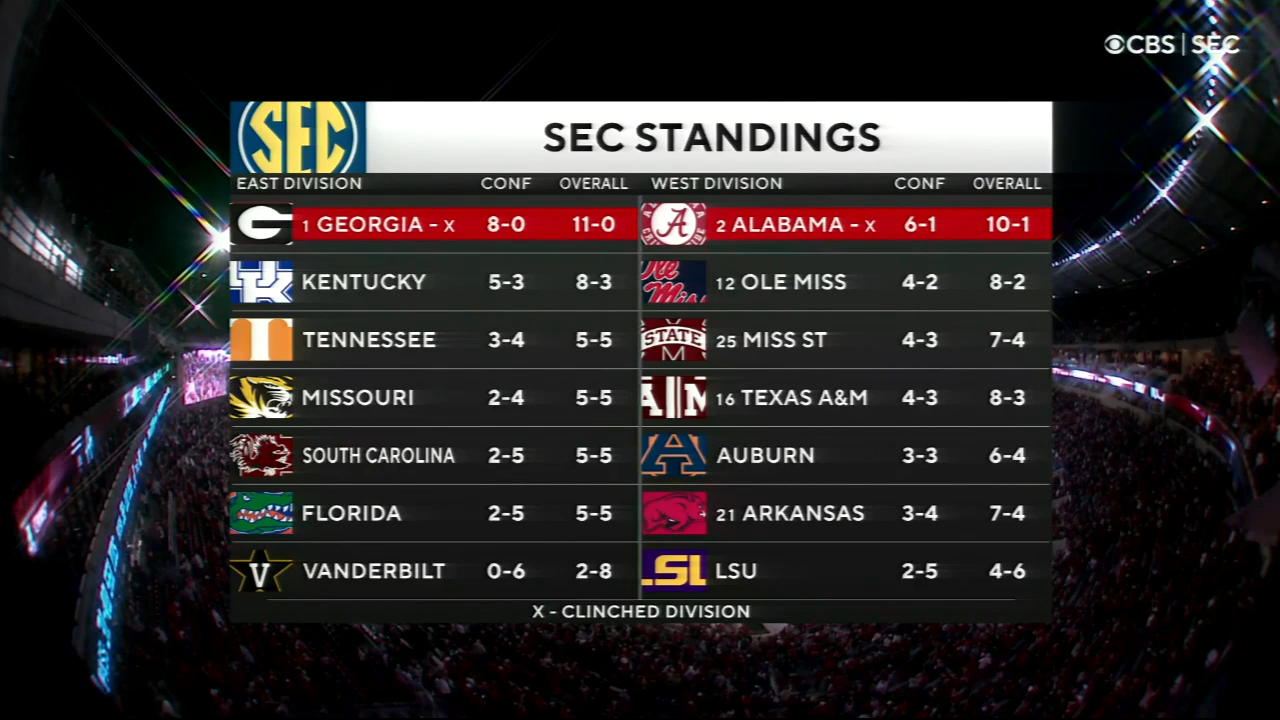 CBS | SEC
SEC
SEC STANDINGS
EAST DIVISION CONF OVERALL WEST DIVISION CONF OVERALL
1 GEORGIA - X 8-0 11-0 2 ALABAMA - X 6-1 10-1
KENTUCKY 5-3 8-3 Ole Miss 12 OLE MISS 4-2 8-2
TENNESSEE 3-4 5-5 STATE M 25 MISS ST 4-3 7-4
MISSOURI 2-4 5-5 16 TEXAS A&M 4-3 8-3
SOUTH CAROLINA 2-5 5-5 AUBURN 3-3 6-4
FLORIDA 2-5 5-5 21 ARKANSAS 3-4 7-4
V VANDERBILT 0-6 2-8 LSU LSU 2-5 4-6
X - CLINCHED DIVISION